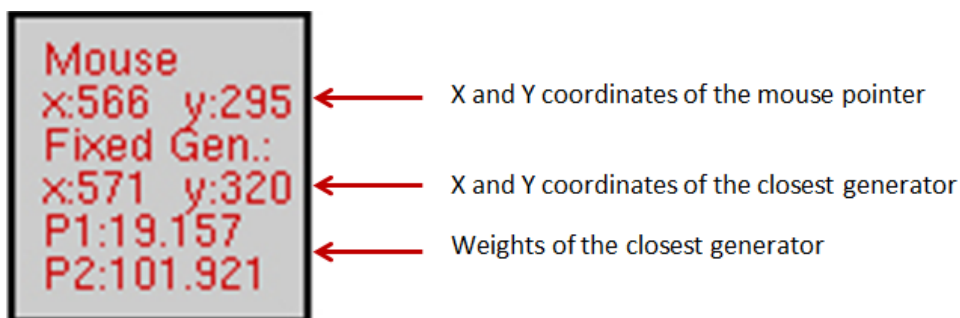 Mouse
x:566 y:295
Fixed Gen.:
x:571 y:320
P1:19.157
P2:101.921
X and Y coordinates of the mouse pointer
X and Y coordinates of the closest generator
Weights of the closest generator